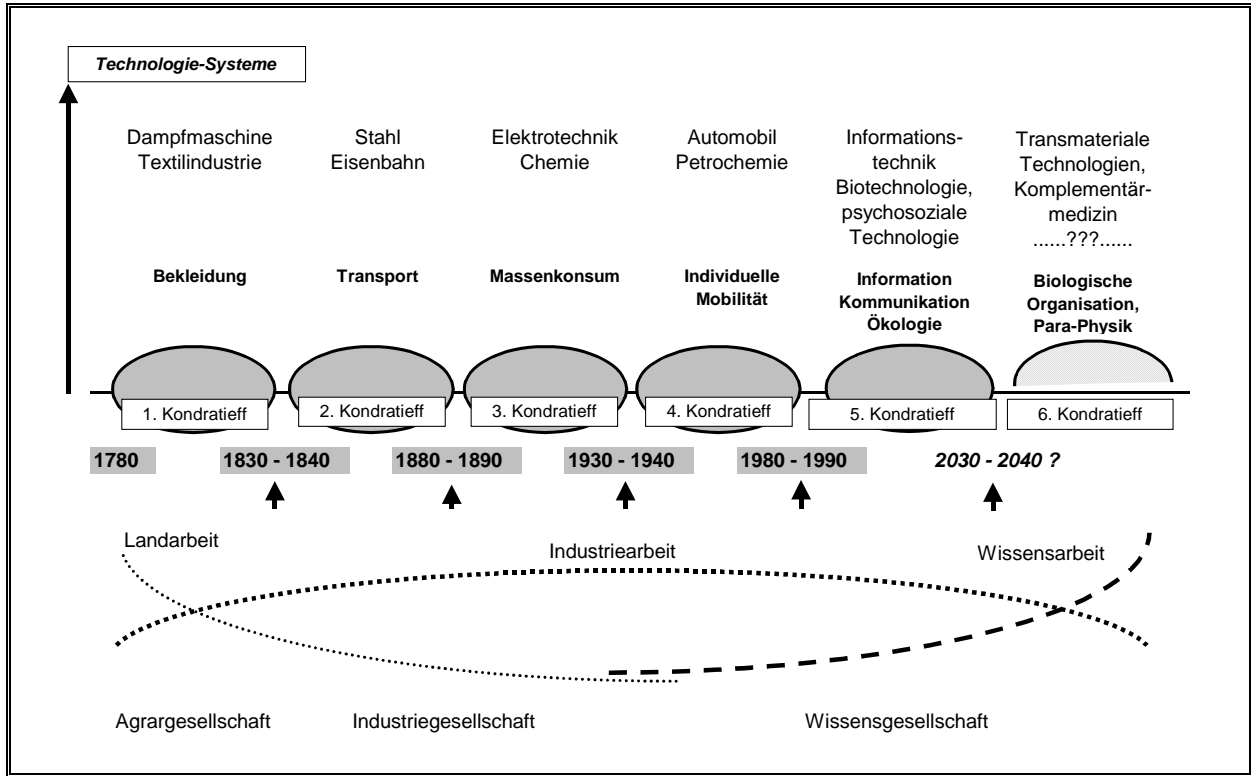 Technologie-Systeme
Dampfmaschine
Textilindustrie
Stahl
Eisenbahn
Elektrotechnik
Chemie
Automobil
Petrochemie
Informations-
technik
Biotechnologie,
psychosoziale
Technologie
Transmateriale
Technologien,
Komplementär-
medizin
......???......
Bekleidung
Transport
Massenkonsum
Individuelle
Mobilität
Information
Kommunikation
Ökologie
Biologische
Organisation,
Para-Physik
1. Kondratieff
2. Kondratieff
3. Kondratieff
4. Kondratieff
5. Kondratieff
6. Kondratieff
1780
1830 - 1840
1880 - 1890
1930 - 1940
1980 - 1990
2030 - 2040 ?
Landarbeit
Industriearbeit
Wissensarbeit
Agrargesellschaft
Industriegesellschaft
Wissensgesellschaft